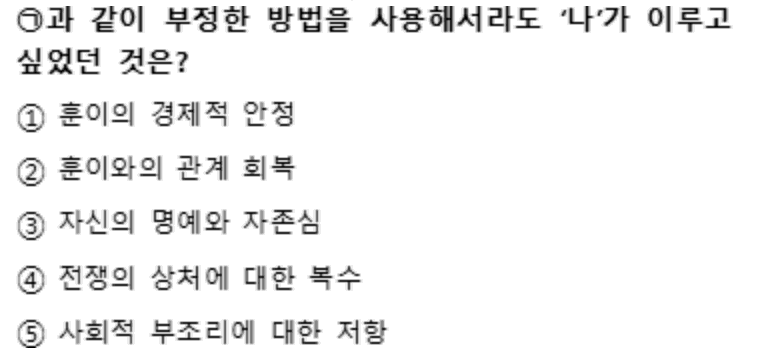 ㉠과 같이 부정한 방법을 사용해서라도 ‘나’가 이루고
싶었던 것은?
① 훈이의 경제적 안정
② 훈이와의 관계 회복
③ 자신의 명예와 자존심
④ 전쟁의 상처에 대한 복수
⑤ 사회적 부조리에 대한 저항